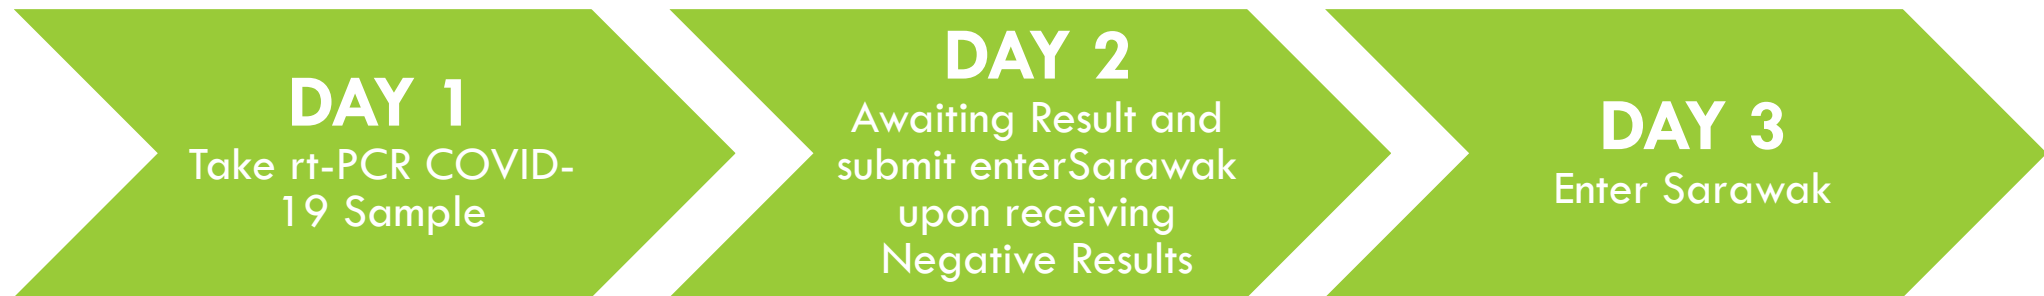 DAY 1
Take rt-PCR COVID-
19 Sample
DAY 2
Awaiting Result and
submit enterSarawak
upon receiving
Negative Results
DAY 3
Enter Sarawak